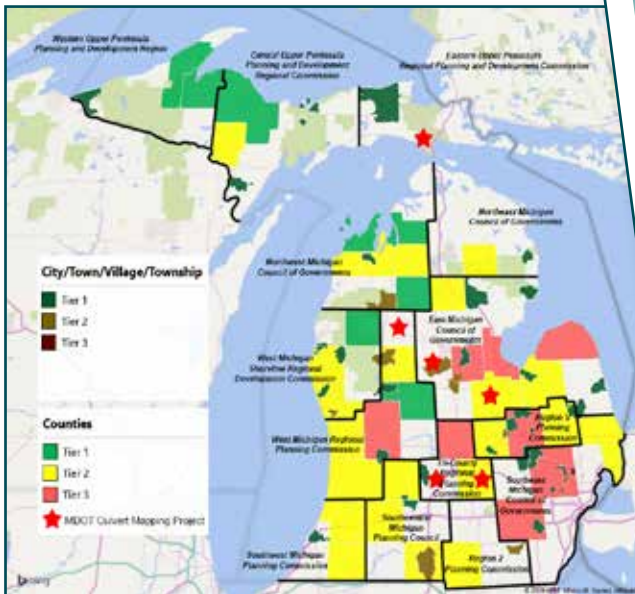 Western Upper Peninsula
Planning and Development Region
Central Upper Peninsula
Planning and Development
Regional Commission
Eastern Upper Peninsula
Regional Planning and Development Commission
Northeast Michigan
Council of Governments
Northwest Michigan
Council of Governments
City/Town/Village/Township
Tier 1
Tier 2
Tier 3
East Michigan
Council of
Governments
West Michigan
Shoreline Regional
Development Commission
Counties
Tier 1
Tier 2
Tier 3
MDOT Culvert Mapping Project
Region
Planning
Commission
West Michigan Regional
Planning Commission
Tri-County
Regional
Planning
Commission
Southeast
Michigan
Council of
Governments
Southcentral
Michigan
Planning Council
Southwest Michigan
Planning Commission
Region 2
Planning Commission
bing